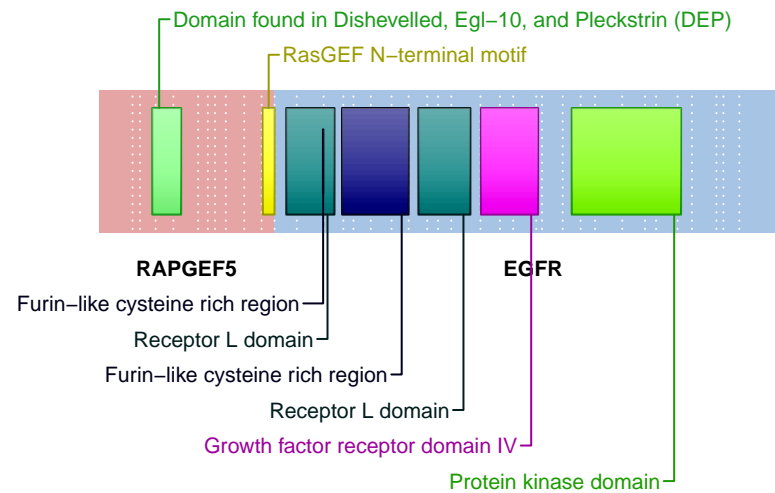 Domain found in Dishevelled, Egl−10, and Pleckstrin (DEP)
RasGEF N−terminal motif
RAPGEF5
EGFR
Furin−like cysteine rich region
Receptor L domain
Furin−like cysteine rich region
Receptor L domain
Growth factor receptor domain IV
Protein kinase domain